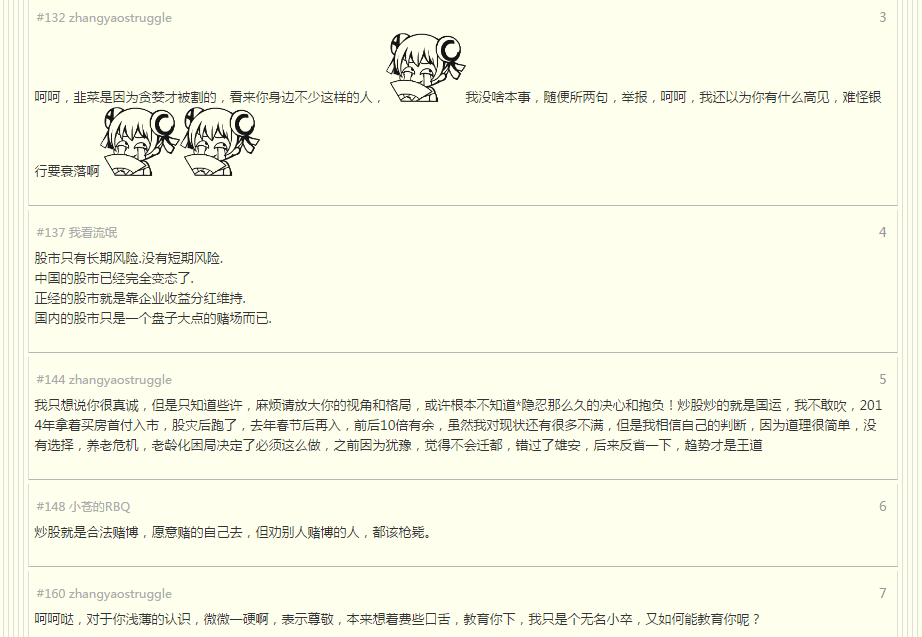 #132 zhangyaostruggle 3
呵呵，韭菜是因为贪婪才被割的，看来你身边不少这样的人， 我没啥本事，随便所两句，举报，呵呵，我还以为你有什么高见，难怪银
行要衰落啊
#137 我看流氓 4
股市只有长期风险.没有短期风险.
中国的股市已经完全变态了.
正经的股市就是靠企业收益分红维持.
国内的股市只是一个盘子大点的赌场而已.
#144 zhangyaostruggle 5
我只想说你很真诚，但是只知道些许，麻烦请放大你的视角和格局，或许根本不知道*隐忍那么久的决心和抱负！炒股炒的就是国运，我不敢吹，201
4年拿着买房首付入市，股灾后跑了，去年春节后再入，前后10倍有余，虽然我对现状还有很多不满，但是我相信自己的判断，因为道理很简单，没
有选择，养老危机，老龄化困局决定了必须这么做，之前因为犹豫，觉得不会迁都，错过了雄安，后来反省一下，趋势才是王道
#148 小苍的RBQ 6
炒股就是合法赌博，愿意赌的自己去，但劝别人赌博的人，都该枪毙。
#160 zhangyaostruggle 7
呵呵哒，对于你浅薄的认识，微微一硬啊，表示尊敬，本来想着费些口舌，教育你下，我只是个无名小卒，又如何能教育你呢？